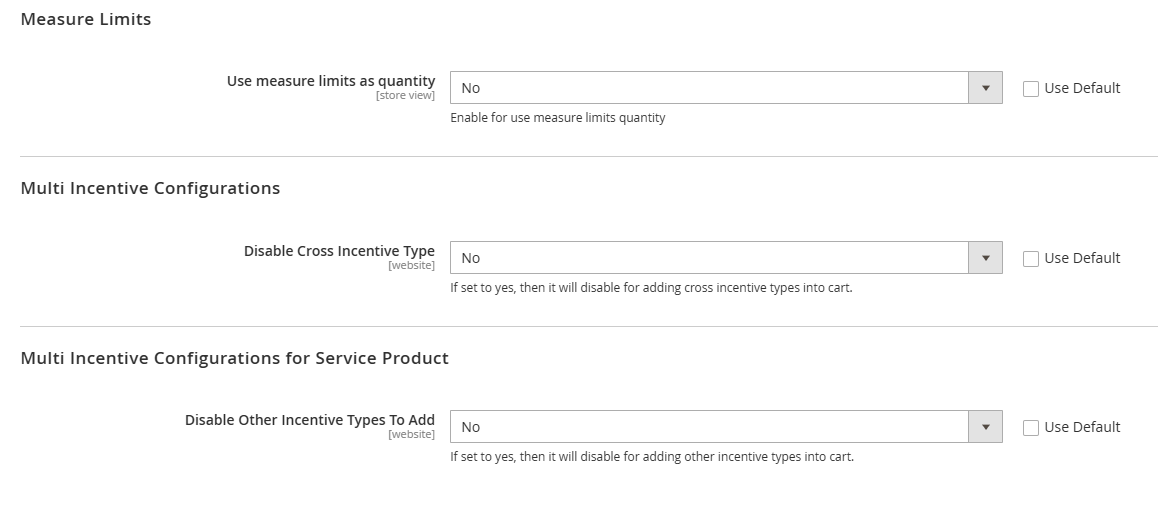 Measure Limits
Use measure limits as quantity
[store view]
No
Use Default
Enable for use measure limits quantity
Multi Incentive Configurations
Disable Cross Incentive Type
[website]
No
Use Default
If set to yes, then it will disable for adding cross incentive types into cart.
Multi Incentive Configurations for Service Product
Disable Other Incentive Types To Add
[website]
No
Use Default
If set to yes, then it will disable for adding other incentive types into cart.